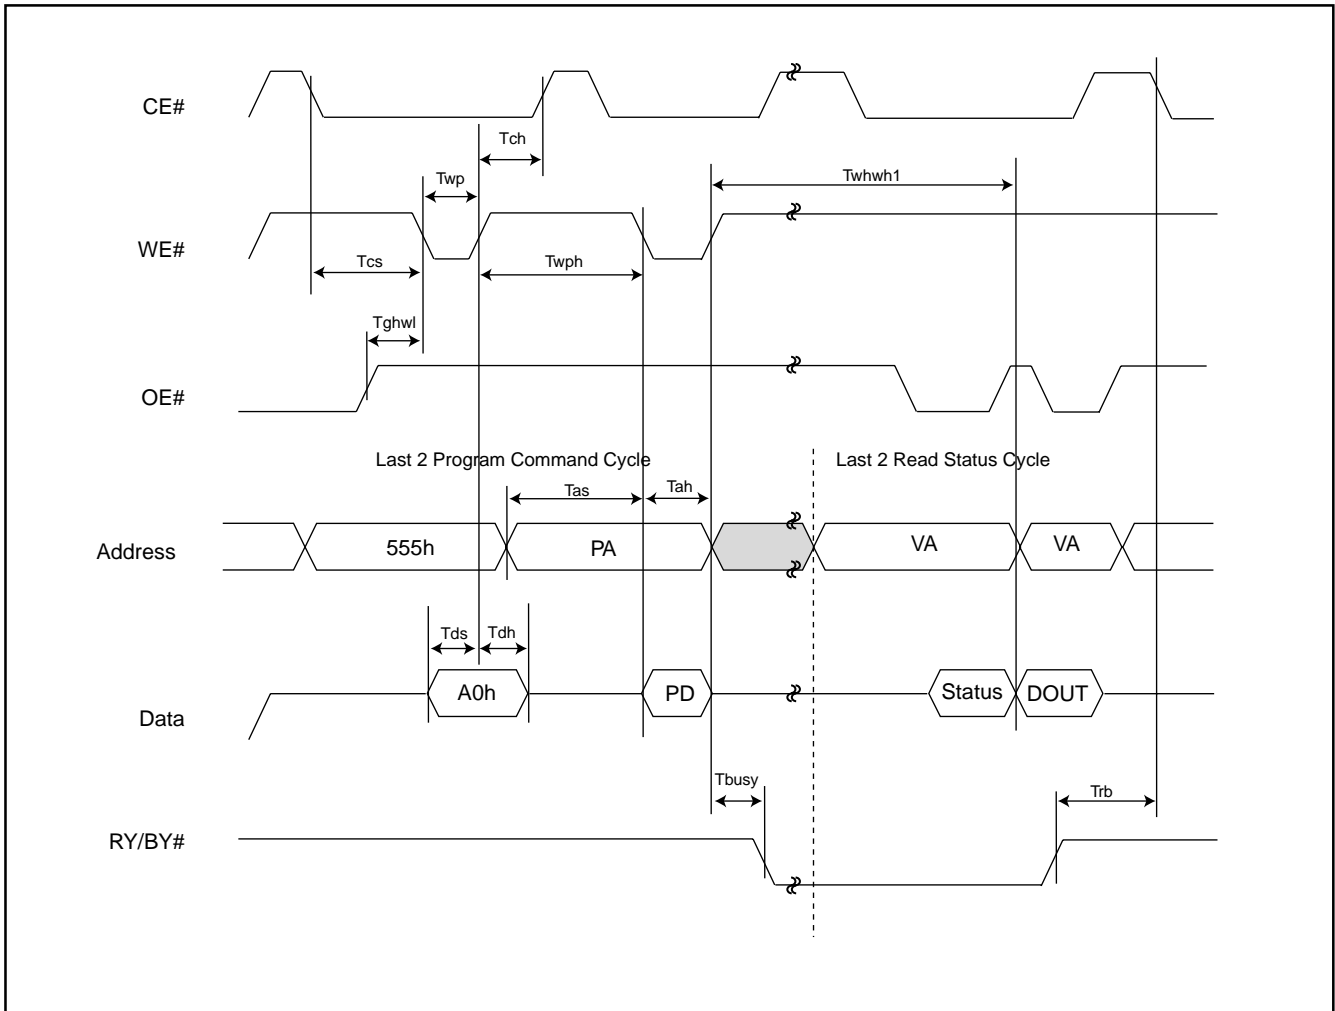 CE#
Tch
Twp
Twhwh1
WE#
Tcs
Twph
Tghwl
OE#
Last 2 Program Command Cycle
Last 2 Read Status Cycle
Tas
Tah
Address
555h
PA
VA
VA
Tds
Tdh
Data
A0h
PD
Status
DOUT
Tbusy
Trb
RY/BY#